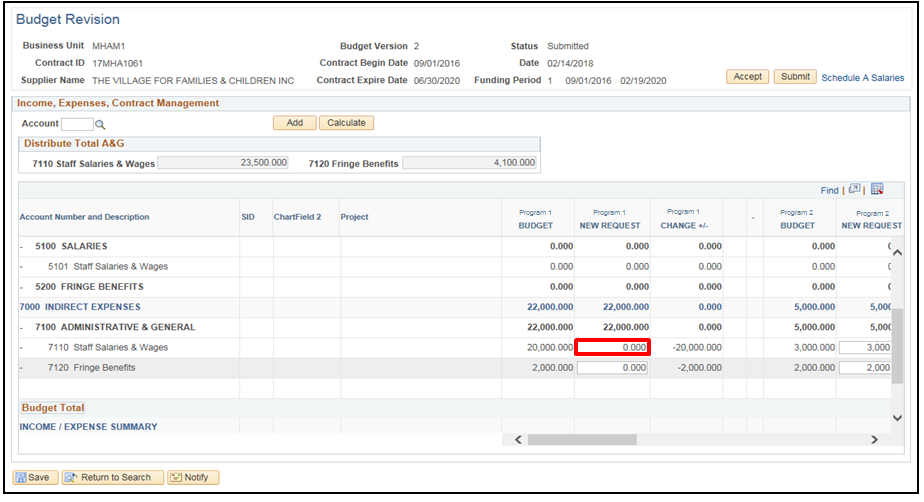 Budget Revision
Business Unit MHAM1 Budget Version 2 Status Submitted
Contract ID 17MHA1061 Contract Begin Date 09/01/2016 Date 02/14/2018
Supplier Name THE VILLAGE FOR FAMILIES & CHILDREN INC Contract Expire Date 06/30/2020 Funding Period 1 09/01/2016 02/19/2020 Accept Submit Schedule A Salaries
Income, Expenses, Contract Management
Account Add Calculate
Distribute Total A&G
7110 Staff Salaries & Wages 23,500.000 7120 Fringe Benefits 4,100.000
Find | |
Program 1 Program 1 Program 1 Program 2 Program 2
Account Number and Description SID ChartField 2 Project BUDGET NEW REQUEST CHANGE +/- - BUDGET NEW REQUEST
- 5100 SALARIES 0.000 0.000 0.000 0.000
- 5101 Staff Salaries & Wages 0.000 0.000 0.000 0.000
- 5200 FRINGE BENEFITS 0.000 0.000 0.000 0.000
7000 INDIRECT EXPENSES 22,000.000 22,000.000 0.000 5,000.000 5,000
- 7100 ADMINISTRATIVE & GENERAL 22,000.000 22,000.000 0.000 5,000.000 5,000
- 7110 Staff Salaries & Wages 20,000.000 0.000 -20,000.000 3,000.000 3,000
- 7120 Fringe Benefits 2,000.000 0.000 -2,000.000 2,000.000 2,000
Budget Total
INCOME / EXPENSE SUMMARY
Save Return to Search Notify